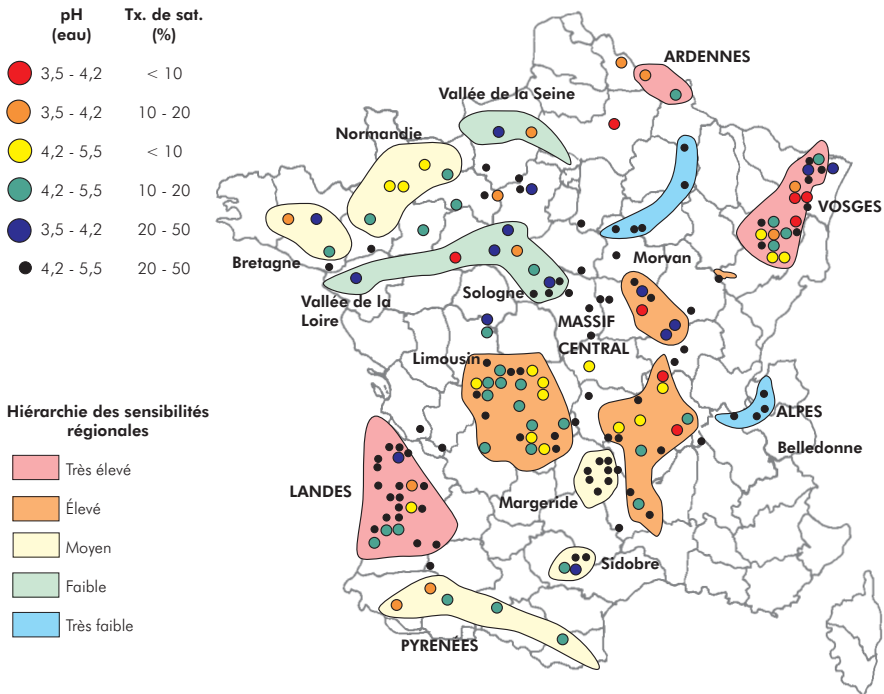 pH Tx. de sat.
(eau) (%)
3,5 - 4,2 < 10
3,5 - 4,2 10 - 20
4,2 - 5,5 < 10
4,2 - 5,5 10 - 20
3,5 - 4,2 20 - 50
4,2 - 5,5 20 - 50
Hiérarchie des sensibilités
régionales
Très élevé
Élevé
Moyen
Faible
Très faible
ARDENNES
Vallée de la Seine
Normandie
VOSGES
Bretagne
Morvan
Vallée de la
Loire
Sologne
MASSIF
CENTRAL
Limousin
ALPES
Belledonne
LANDES
Margeride
Sidobre
PYRENÉES